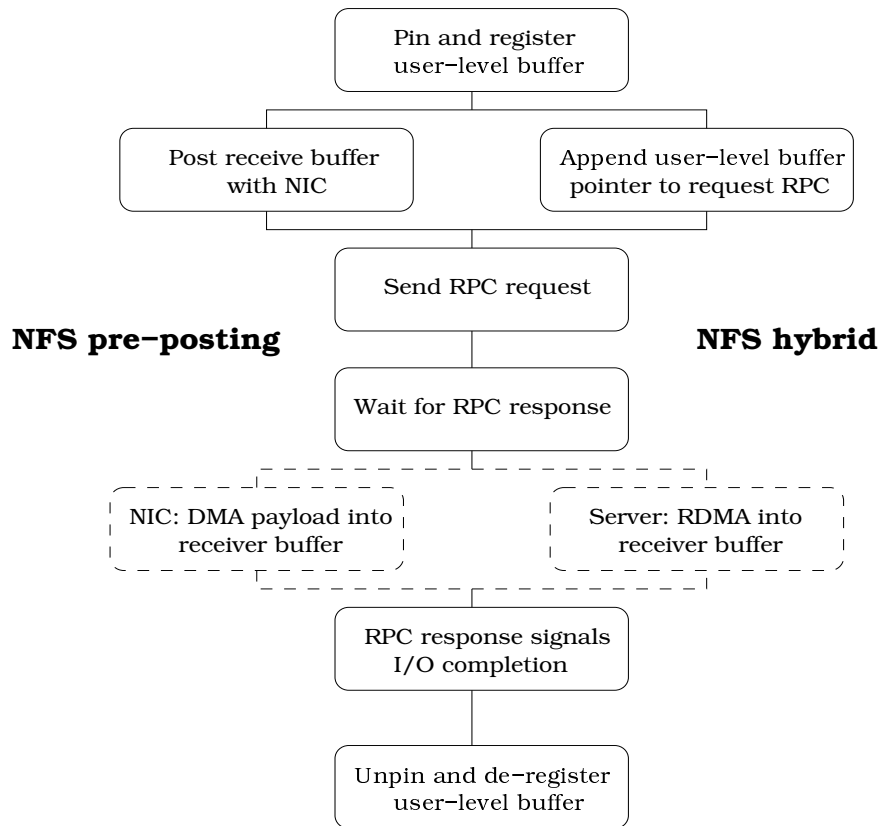 Pin and register
user−level buffer
Post receive buffer
with NIC
Append user−level buffer
pointer to request RPC
Send RPC request
NFS pre−posting
NFS hybrid
Wait for RPC response
NIC: DMA payload into
receiver buffer
Server: RDMA into
receiver buffer
RPC response signals
I/O completion
Unpin and de−register
user−level buffer